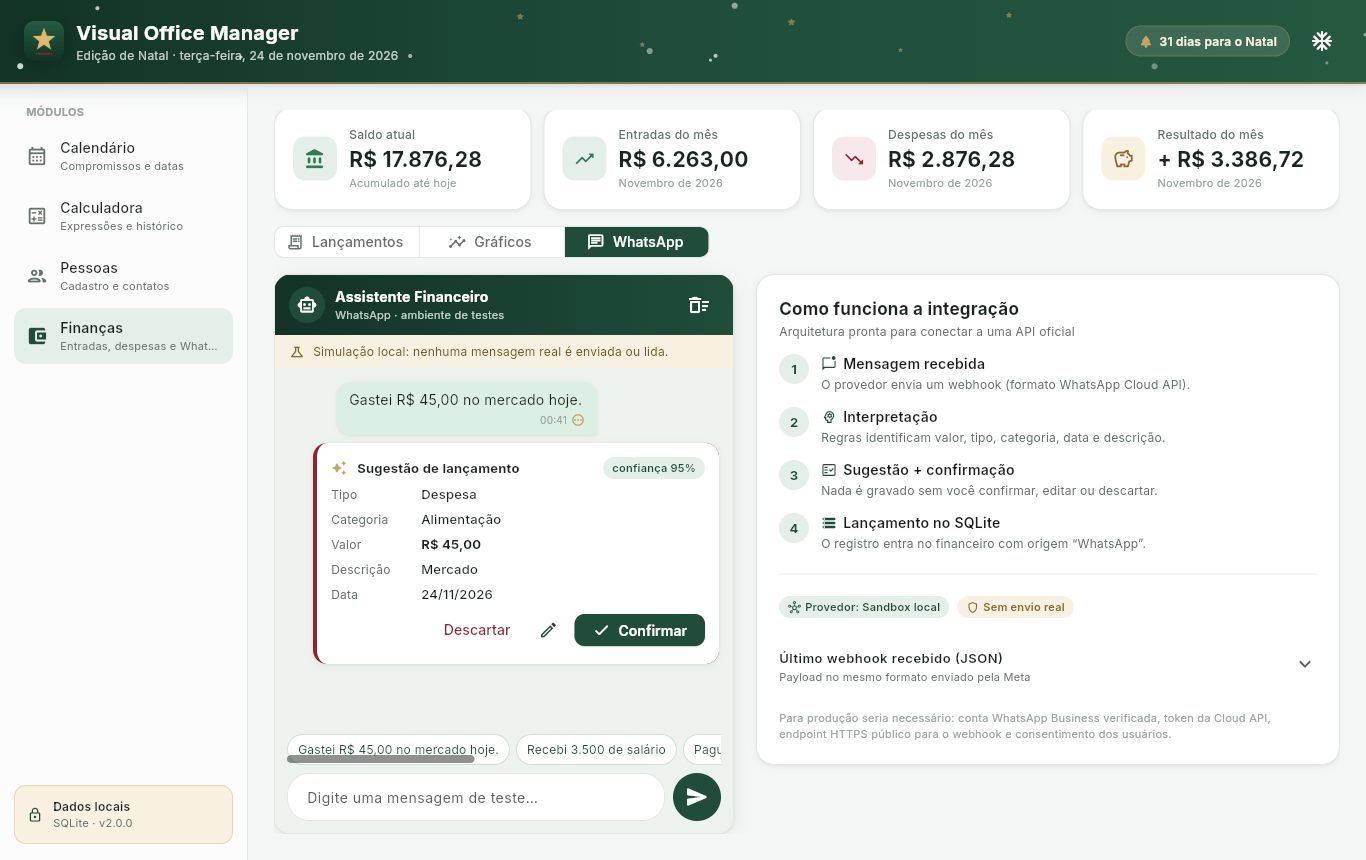 Visual Office Manager
Edição de Natal · terça-feira, 24 de novembro de 2026
31 dias para o Natal
MÓDULOS
Calendário
Compromissos e datas
Calculadora
Expressões e histórico
Pessoas
Cadastro e contatos
Finanças
Entradas, despesas e What...
Dados locais
SQLite · v2.0.0
Saldo atual
R$ 17.876,28
Acumulado até hoje
Entradas do mês
R$ 6.263,00
Novembro de 2026
Despesas do mês
R$ 2.876,28
Novembro de 2026
Resultado do mês
+ R$ 3.386,72
Novembro de 2026
Lançamentos
Gráficos
WhatsApp
Assistente Financeiro
WhatsApp · ambiente de testes
Simulação local: nenhuma mensagem real é enviada ou lida.
Gastei R$ 45,00 no mercado hoje.
00:41
Sugestão de lançamento
confiança 95%
Tipo Despesa
Categoria Alimentação
Valor R$ 45,00
Descrição Mercado
Data 24/11/2026
Descartar
Confirmar
Gastei R$ 45,00 no mercado hoje.
Recebi 3.500 de salário
Pagu
Digite uma mensagem de teste...
Como funciona a integração
Arquitetura pronta para conectar a uma API oficial
1
Mensagem recebida
O provedor envia um webhook (formato WhatsApp Cloud API).
2
Interpretação
Regras identificam valor, tipo, categoria, data e descrição.
3
Sugestão + confirmação
Nada é gravado sem você confirmar, editar ou descartar.
4
Lançamento no SQLite
O registro entra no financeiro com origem “WhatsApp”.
Provedor: Sandbox local
Sem envio real
Último webhook recebido (JSON)
Payload no mesmo formato enviado pela Meta
Para produção seria necessário: conta WhatsApp Business verificada, token da Cloud API,
endpoint HTTPS público para o webhook e consentimento dos usuários.